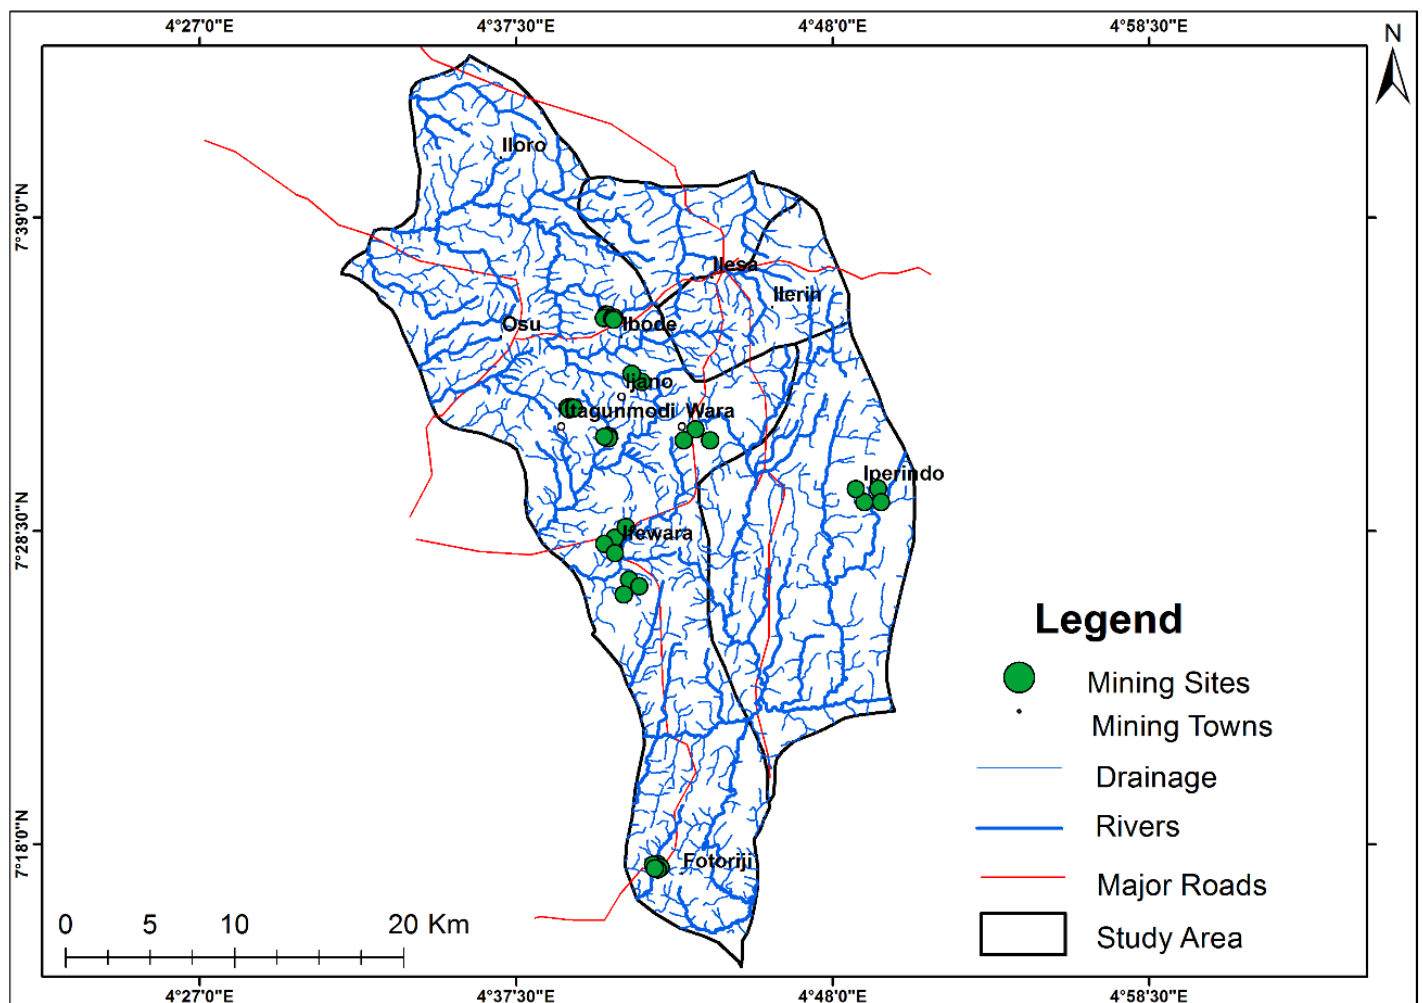 4°27'0"E 4°37'30"E 4°48'0"E 4°58'30"E
N
Iloro
7°39'0"N
Ilesa
Ilerin
Osu
Ibode
Ijano
Itagunmodi
Wara
Iperindo
7°28'30"N
Ifewara
Legend
Mining Sites
Mining Towns
Drainage
Rivers
Major Roads
Study Area
7°18'0"N
Fotoriji
0 5 10 20 Km
4°27'0"E 4°37'30"E 4°48'0"E 4°58'30"E